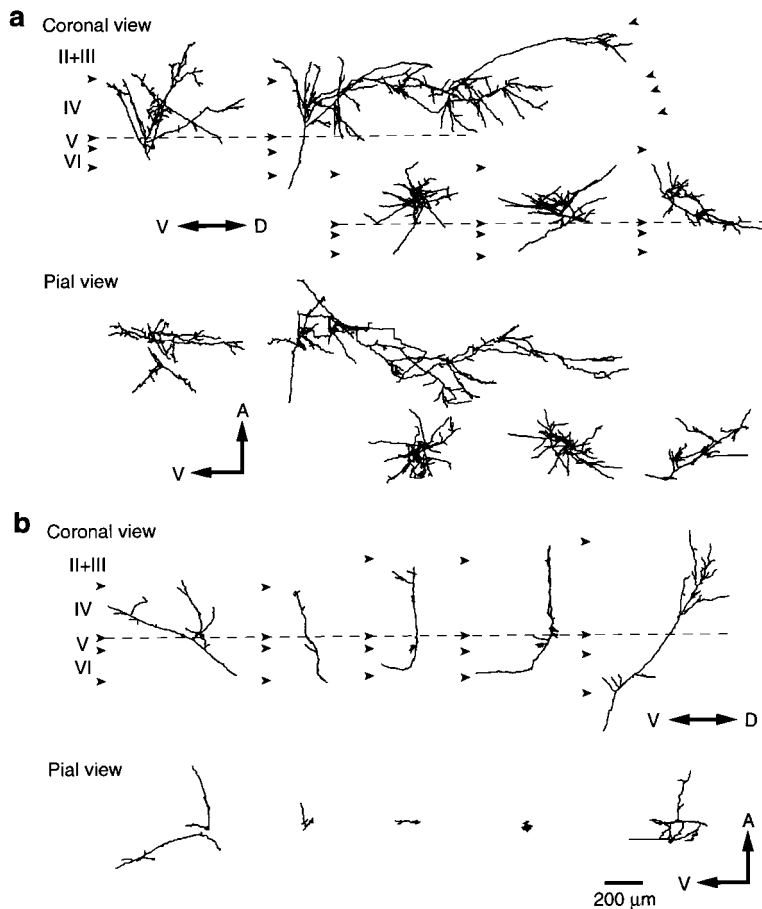 a
Coronal view
II+III
IV
V
VI
V D
Pial view
A
V
b
Coronal view
II+III
IV
V
VI
V D
Pial view
A
V
200 µm